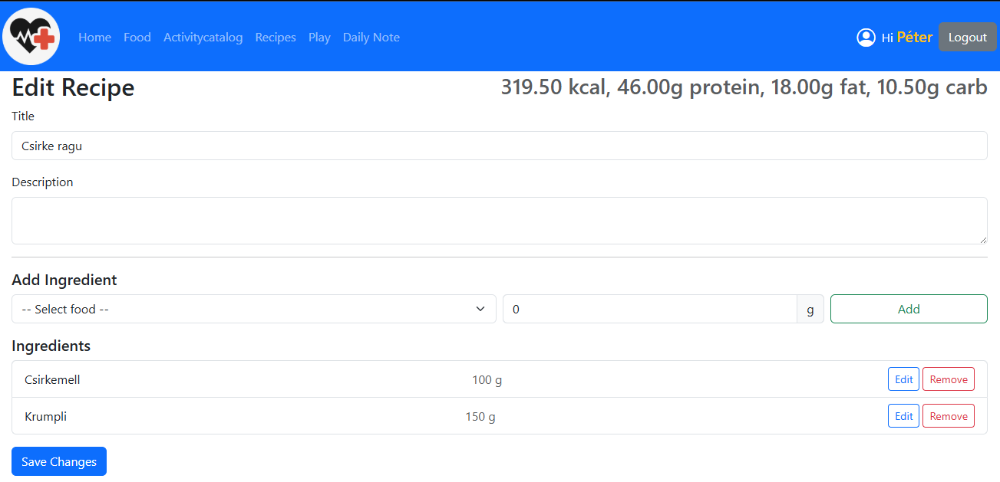 Home Food Activitycatalog Recipes Play Daily Note Hi Péter Logout
Edit Recipe 319.50 kcal, 46.00g protein, 18.00g fat, 10.50g carb
Title
Csirke ragu
Description
Add Ingredient
-- Select food -- 0 g Add
Ingredients
Csirkemell 100 g Edit Remove
Krumpli 150 g Edit Remove
Save Changes